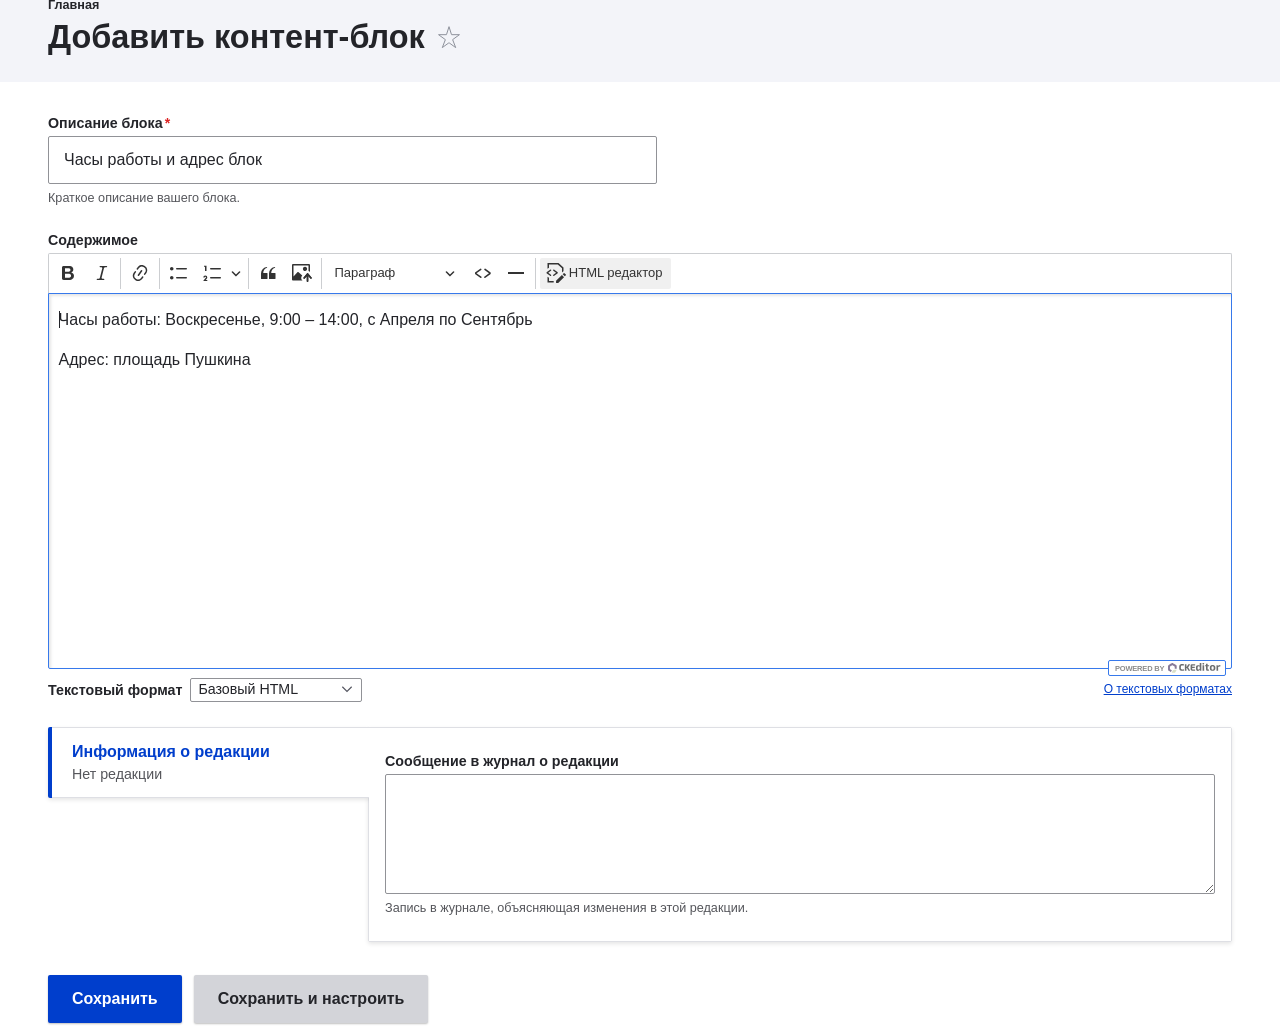 Главная
Добавить контент-блок
Описание блока*
Часы работы и адрес блок
Краткое описание вашего блока.
Содержимое
B I Параграф HTML редактор
Часы работы: Воскресенье, 9:00 – 14:00, с Апреля по Сентябрь
Адрес: площадь Пушкина
POWERED BY CKEditor
Текстовый формат Базовый HTML О текстовых форматах
Информация о редакции
Нет редакции
Сообщение в журнал о редакции
Запись в журнале, объясняющая изменения в этой редакции.
Сохранить Сохранить и настроить